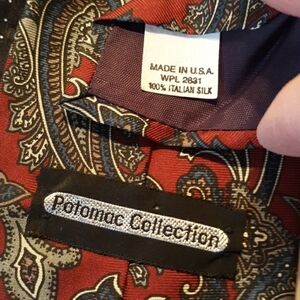 MADE IN U.S.A.
WPL 2631
100% ITALIAN SILK
Potomac Collection